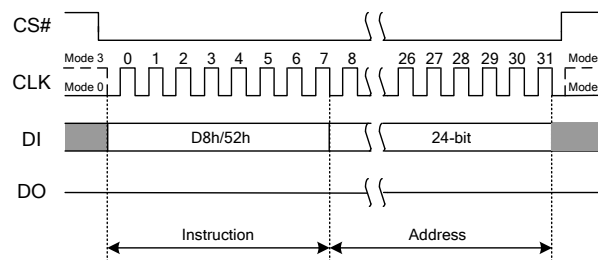 CS#
Mode 3 0 1 2 3 4 5 6 7 8 26 27 28 29 30 31 Mode
CLK
Mode 0 Mode
DI D8h/52h 24-bit
DO
Instruction Address